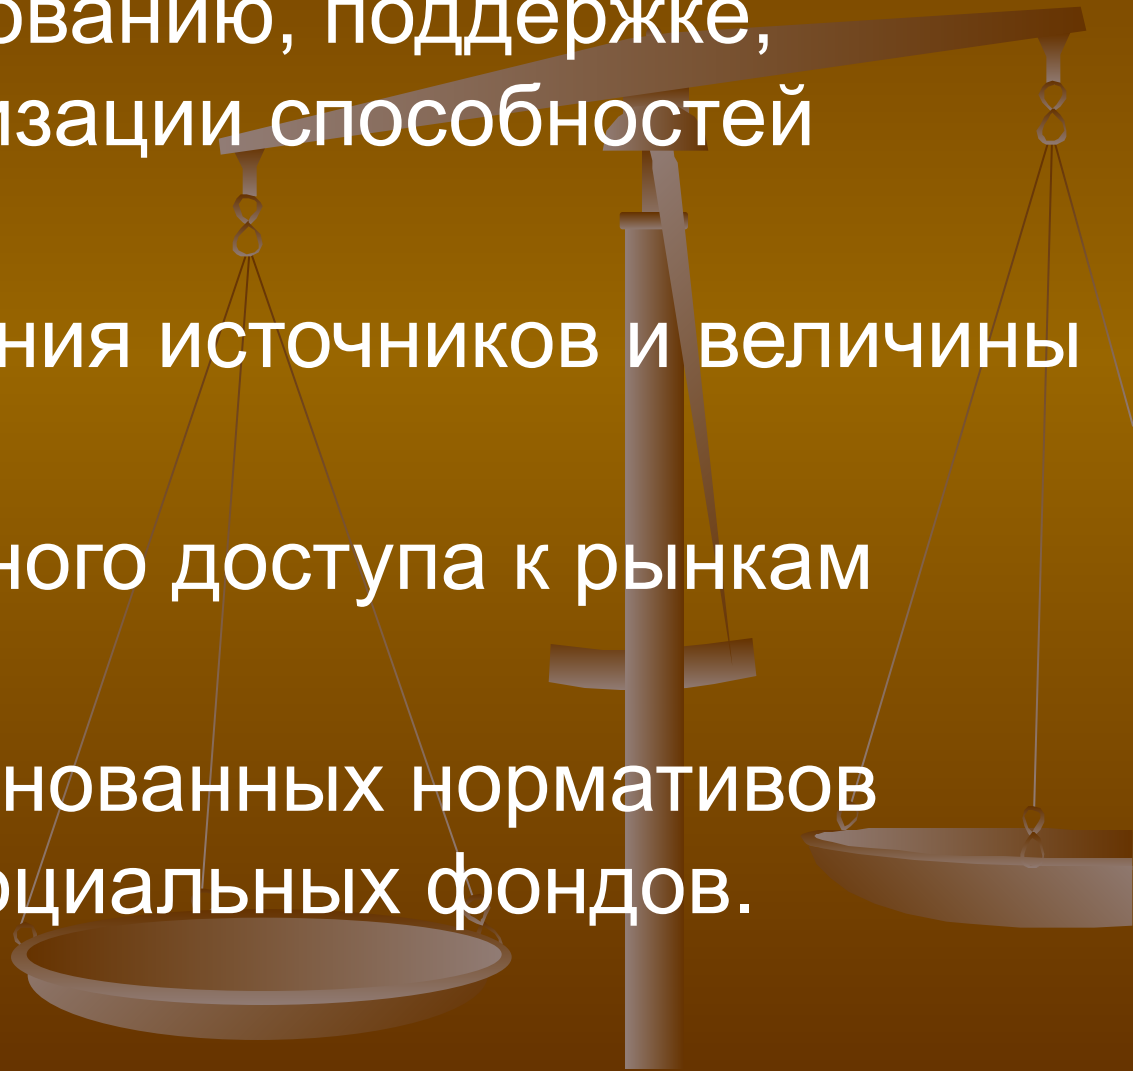 ованию, поддержке,
изации способностей
ния источников и величины
ного доступа к рынкам
нованных нормативов
оциальных фондов.